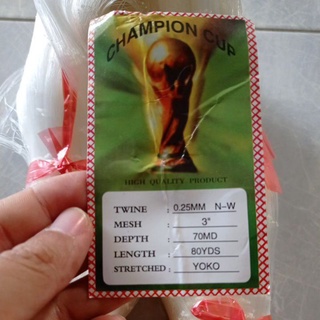 CHAMPION CUP
HIGH QUALITY PRODUCT
TWINE : 0.25MM N-W
MESH : 3"
DEPTH : 70MD
LENGTH : 80YDS
STRETCHED : YOKO